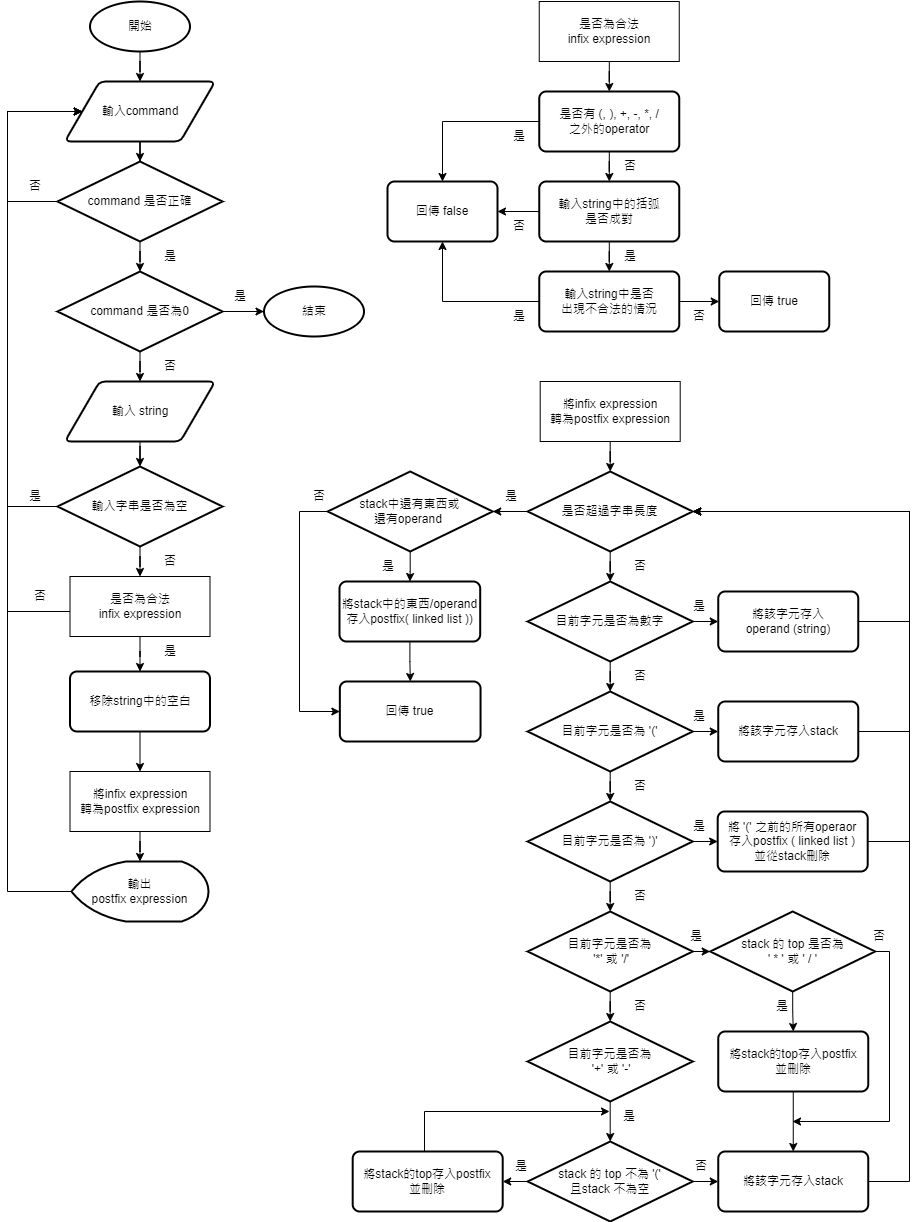 開始
輸入command
command 是否正確
否
是
command 是否為0
是
結束
否
輸入 string
輸入字串是否為空
是
否
是否為合法
infix expression
否
是
移除string中的空白
將infix expression
轉為postfix expression
輸出
postfix expression
是否為合法
infix expression
是否有 (, ), +, -, *, /
之外的operator
是
否
回傳 false
輸入string中的括弧
是否成對
否
是
輸入string中是否
出現不合法的情況
是
否
回傳 true
將infix expression
轉為postfix expression
是否超過字串長度
是
否
stack中還有東西或
還有operand
否
是
將stack中的東西/operand
存入postfix( linked list ))
回傳 true
目前字元是否為數字
是
將該字元存入
operand (string)
否
目前字元是否為 '('
是
將該字元存入stack
否
目前字元是否為 ')'
是
將 '(' 之前的所有operaor
存入postfix ( linked list )
並從stack刪除
否
目前字元是否為
'*' 或 '/'
是
stack 的 top 是否為
' * ' 或 ' / '
否
是
將stack的top存入postfix
並刪除
否
目前字元是否為
'+' 或 '-'
是
stack 的 top 不為 '('
且stack 不為空
是
將stack的top存入postfix
並刪除
否
將該字元存入stack